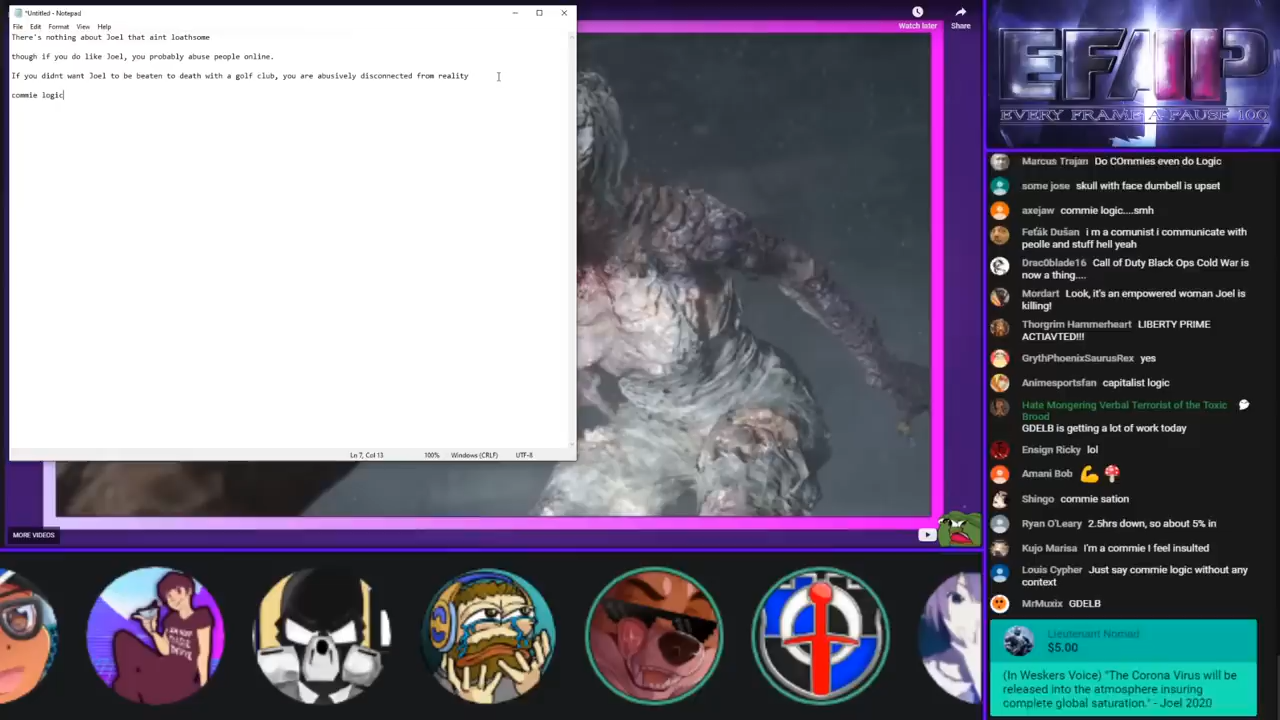 *Untitled - Notepad
File Edit Format View Help
There's nothing about Joel that aint loathsome
though if you do like Joel, you probably abuse people online.
If you didnt want Joel to be beaten to death with a golf club, you are abusively disconnected from reality
commie logic
Ln 7, Col 13 100% Windows (CRLF) UTF-8
Watch later Share
MORE VIDEOS
EFAP
EVERY FRAME A PAUSE 100
Marcus Trajan Do COmmies even do Logic
some jose skull with face dumbell is upset
axejaw commie logic....smh
Feťák Dušan i m a comunist i communicate with
peolle and stuff hell yeah
Drac0blade16 Call of Duty Black Ops Cold War is
now a thing....
Mordart Look, it's an empowered woman Joel is
killing!
Thorgrim Hammerheart LIBERTY PRIME
ACTIAVTED!!!
GrythPhoenixSaurusRex yes
Animesportsfan capitalist logic
Hate Mongering Verbal Terrorist of the Toxic
Brood
GDELB is getting a lot of work today
Ensign Ricky lol
Amani Bob 💪🍄
Shingo commie sation
Ryan O'Leary 2.5hrs down, so about 5% in
Kujo Marisa I'm a commie I feel insulted
Louis Cypher Just say commie logic without any
context
MrMuxix GDELB
Lieutenant Nomad
$5.00
(In Weskers Voice) "The Corona Virus will be
released into the atmosphere insuring
complete global saturation." - Joel 2020